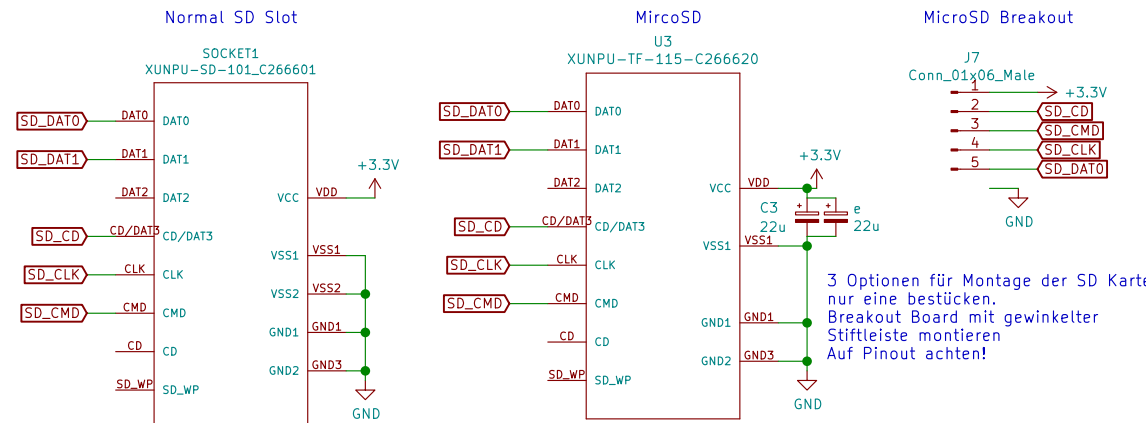 Normal SD Slot
SOCKET1
XUNPU-SD-101_C266601
SD_DAT0
DAT0
DAT0
SD_DAT1
DAT1
DAT1
DAT2
DAT2
SD_CD
CD/DAT3
CD/DAT3
SD_CLK
CLK
CLK
SD_CMD
CMD
CMD
CD
CD
SD_WP
SD_WP
+3.3V
VCC
VDD
VSS1
VSS1
VSS2
VSS2
GND1
GND1
GND2
GND3
GND
MircoSD
U3
XUNPU-TF-115-C266620
SD_DAT0
DAT0
DAT0
SD_DAT1
DAT1
DAT1
DAT2
DAT2
SD_CD
CD/DAT3
CD/DAT3
SD_CLK
CLK
CLK
SD_CMD
CMD
CMD
CD
CD
SD_WP
SD_WP
+3.3V
VCC
VDD
C3
22u
+
+
e
22u
VSS1
VSS1
GND1
GND1
GND2
GND3
GND
MicroSD Breakout
J7
Conn_01x06_Male
1
+3.3V
2
SD_CD
3
SD_CMD
4
SD_CLK
5
SD_DAT0
GND
3 Optionen für Montage der SD Karte
nur eine bestücken.
Breakout Board mit gewinkelter
Stiftleiste montieren
Auf Pinout achten!